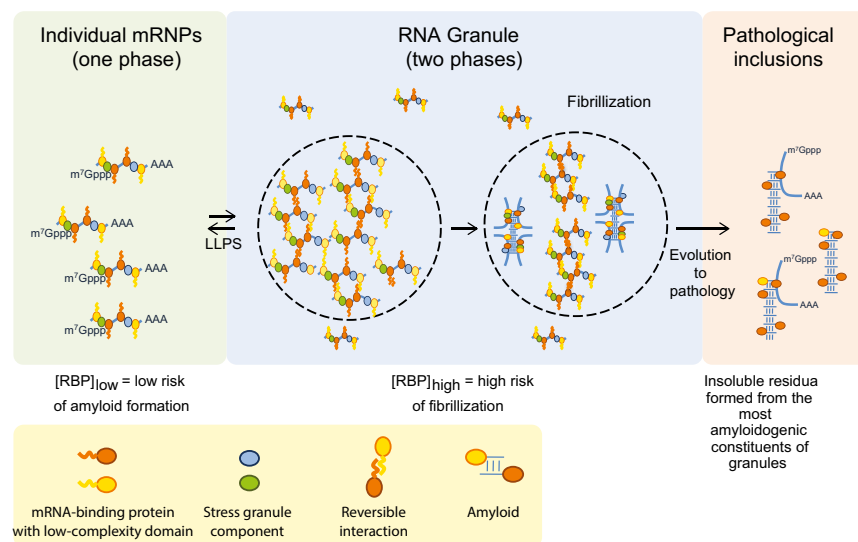 Individual mRNPs
(one phase)
RNA Granule
(two phases)
Pathological
inclusions
Fibrillization
AAA
m⁷Gppp
AAA
m⁷Gppp
AAA
m⁷Gppp
AAA
m⁷Gppp
LLPS
Evolution
to
pathology
m⁷Gppp
AAA
m⁷Gppp
AAA
[RBP]low = low risk
of amyloid formation
[RBP]high = high risk
of fibrillization
Insoluble residua
formed from the
most
amyloidogenic
constituents of
granules
mRNA-binding protein
with low-complexity domain
Stress granule
component
Reversible
interaction
Amyloid